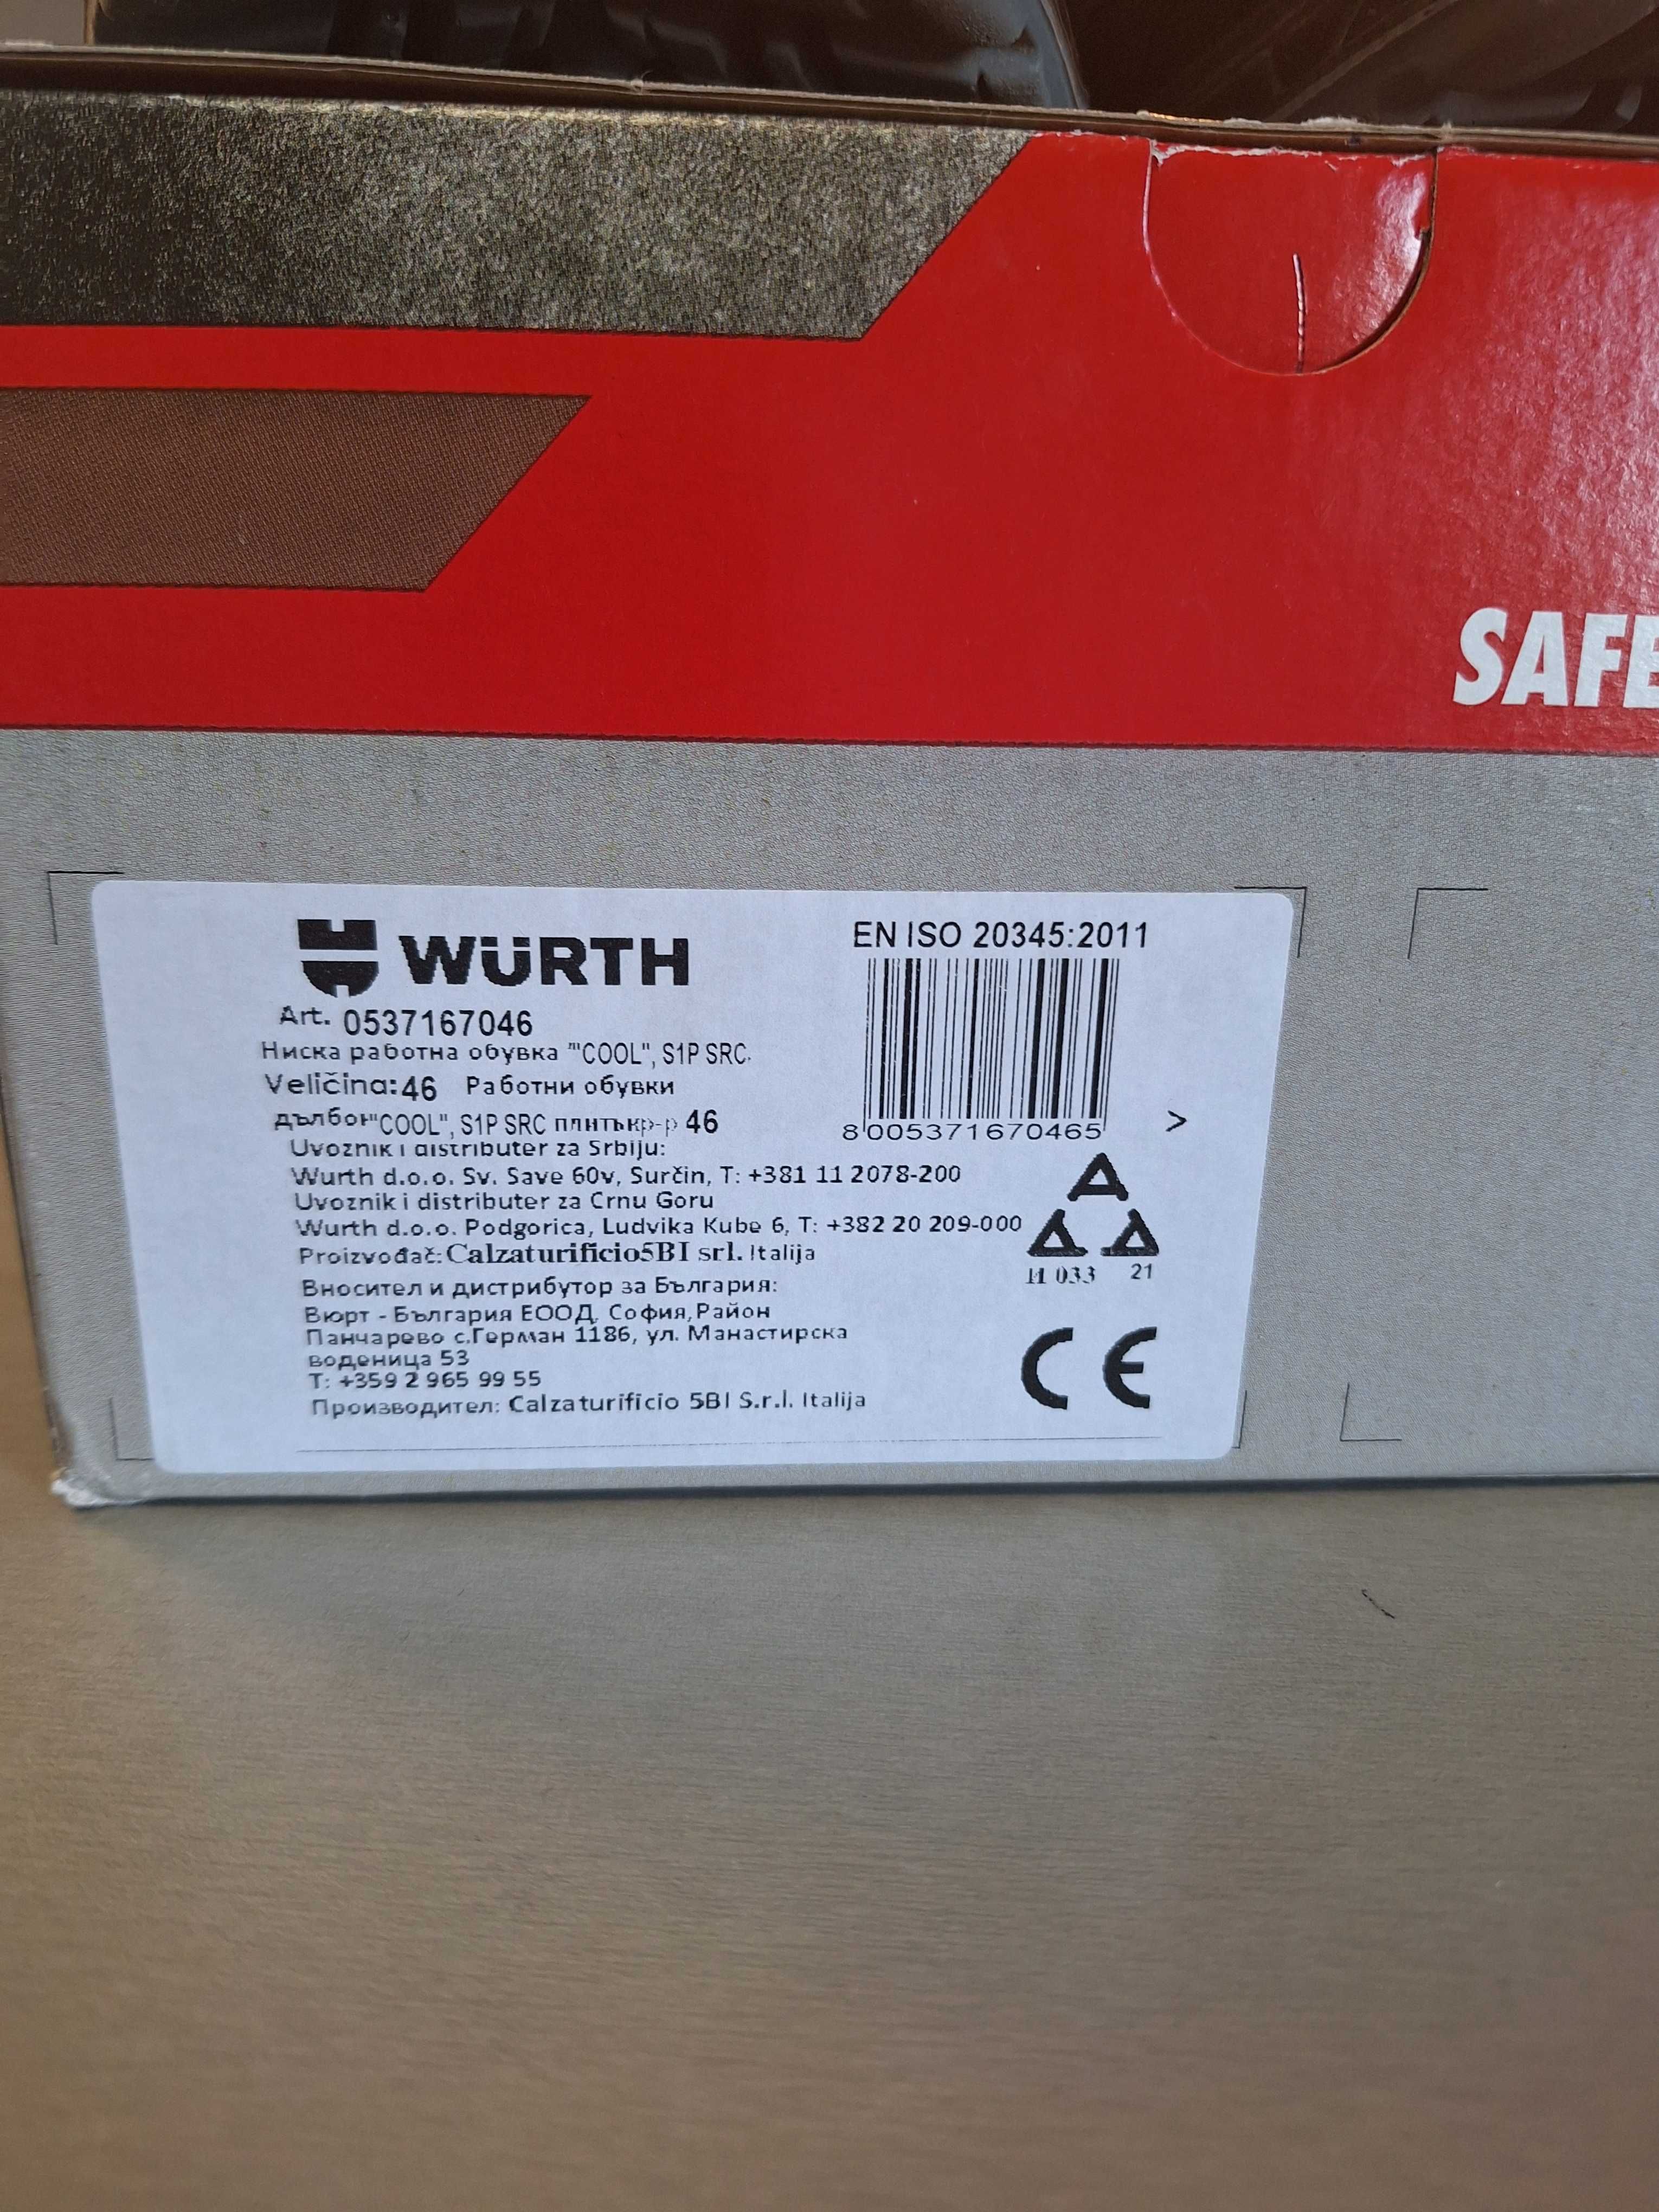 SAFE
WÜRTH
EN ISO 20345:2011
Art. 0537167046
Ниска работна обувка ""COOL", S1P SRC.
Veličina: 46 Работни обувки
"COOL", S1P SRC 46
8 005371 670465 >
Uvoznik i distributer za Srbiju:
Wurth d.o.o. Sv. Save 60v, Surčin, T: +381 11 2078-200
Uvoznik i distributer za Crnu Goru
Wurth d.o.o. Podgorica, Ludvika Kube 6, T: +382 20 209-000
Proizvođač: Calzaturificio5BI srl. Italija
033 21
Вносител и дистрибутор за България:
Вюрт - България ЕООД, София,Район
Панчарево с.Герман 1186, ул. Манастирска
воденица 53
T: +359 2 965 99 55
Производител: Calzaturificio 5BI S.r.l. Italija
CE